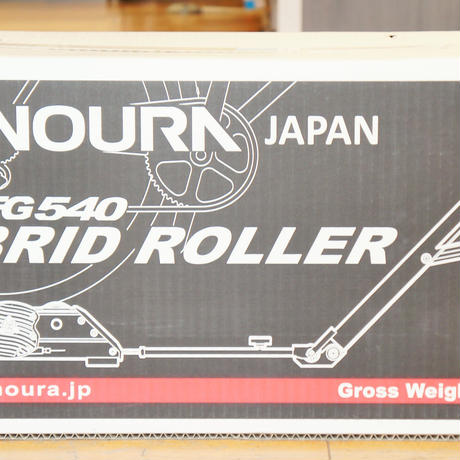 NOURA JAPAN
FG540
BRID ROLLER
noura.jp Gross Weigh